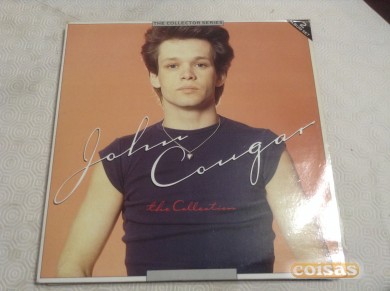 THE COLLECTOR SERIES
John
Cougar
the Collection
coisas